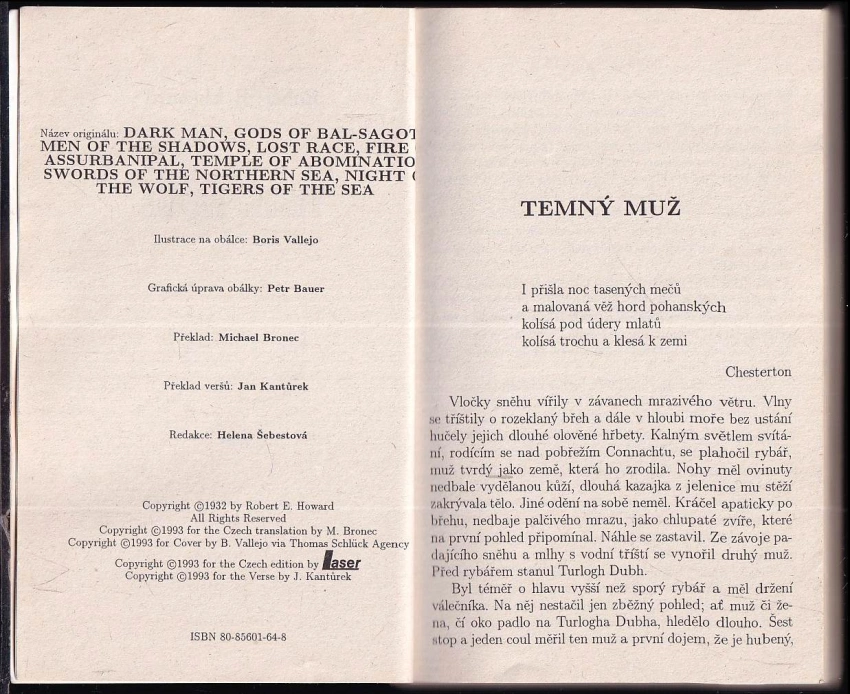 Název originálu: DARK MAN, GODS OF BAL-SAGOT
MEN OF THE SHADOWS, LOST RACE, FIRE
ASSURBANIPAL, TEMPLE OF ABOMINATIO
SWORDS OF THE NORTHERN SEA, NIGHT
THE WOLF, TIGERS OF THE SEA
Ilustrace na obálce: Boris Vallejo
Grafická úprava obálky: Petr Bauer
Překlad: Michael Bronec
Překlad veršů: Jan Kantůrek
Redakce: Helena Šebestová
Copyright ©1932 by Robert E. Howard
All Rights Reserved
Copyright ©1993 for the Czech translation by M. Bronec
Copyright ©1993 for Cover by B. Vallejo via Thomas Schlück Agency
Copyright ©1993 for the Czech edition by Laser
Copyright ©1993 for the Verse by J. Kantůrek
ISBN 80-85601-64-8
TEMNÝ MUŽ
I přišla noc tasených mečů
a malovaná věž hord pohanských
kolísá pod údery mlatů
kolísá trochu a klesá k zemi
Chesterton
Vločky sněhu vířily v závanech mrazivého větru. Vlny
se tříštily o rozeklaný břeh a dále v hloubi moře bez ustání
hučely jejich dlouhé olověné hřbety. Kalným světlem svítá-
ní, rodícím se nad pobřežím Connachtu, se plahočil rybář,
muž tvrdý jako země, která ho zrodila. Nohy měl ovinuty
nedbale vydělanou kůží, dlouhá kazajka z jelenice mu stěží
zakrývala tělo. Jiné odění na sobě neměl. Kráčel apaticky po
břehu, nedbaje palčivého mrazu, jako chlupaté zvíře, které
na první pohled připomínal. Náhle se zastavil. Ze závoje pa-
dajícího sněhu a mlhy s vodní tříští se vynořil druhý muž.
Před rybářem stanul Turlogh Dubh.
Byl téměř o hlavu vyšší než sporý rybář a měl držení
válečníka. Na něj nestačil jen zběžný pohled; ať muž či že-
na, čí oko padlo na Turlogha Dubha, hledělo dlouho. Šest
stop a jeden coul měřil ten muž a první dojem, že je hubený,